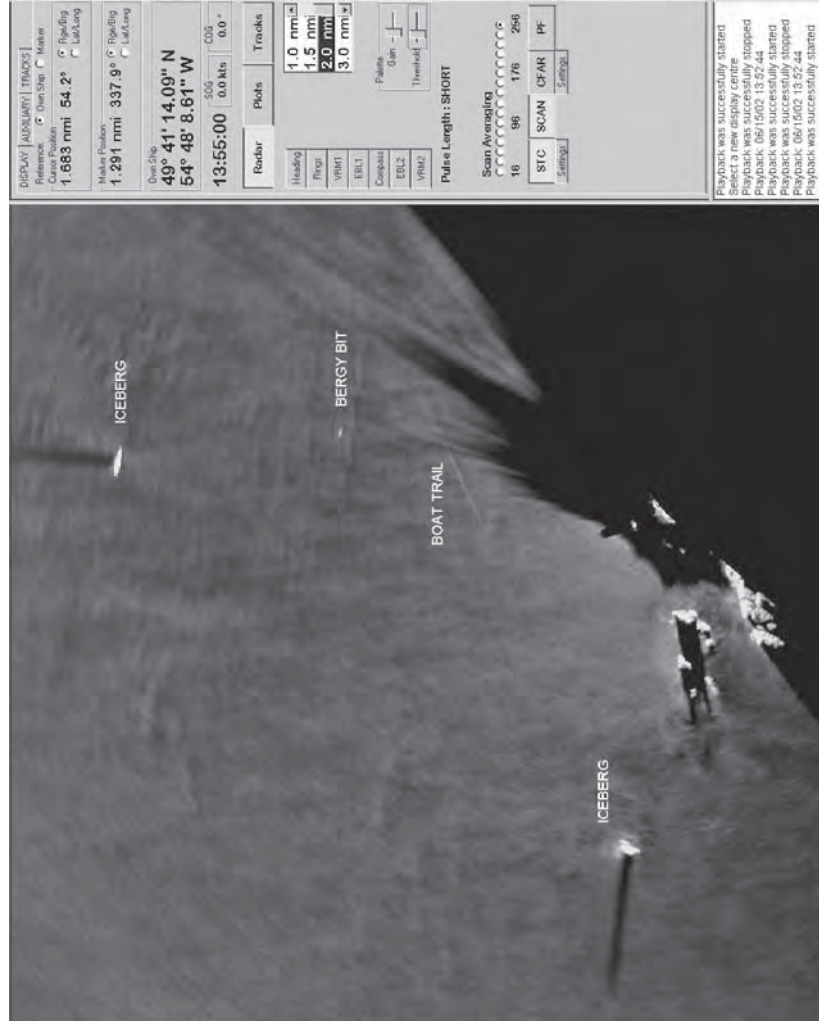 DISPLAY AUXILIARY TRACKS
Reference: Own Ship Marker
Cursor Position
1.683 nmi 54.2° Rge/Brg
Lat/Long
Marker Position
1.291 nmi 337.9° Rge/Brg
Lat/Long
Own Ship
49° 41' 14.09" N
54° 48' 8.61" W
SOG COG
13:55:00 0.0 kts 0.0 °
Radar Plots Tracks
Heading
Rings
VRM1
EBL1
Compass
EBL2
VRM2
1.0 nmi
1.5 nmi
2.0 nmi
3.0 nmi
Palette
Gain
Threshold
Pulse Length : SHORT
Scan Averaging
16 96 176 256
STC SCAN CFAR PF
Settings Settings
Playback was successfully started
Select a new display centre
Playback was successfully stopped
Playback: 06/15/02 13:52:44
Playback was successfully started
Playback was successfully stopped
Playback: 06/15/02 13:52:44
Playback was successfully started
ICEBERG
BERGY BIT
BOAT TRAIL
ICEBERG